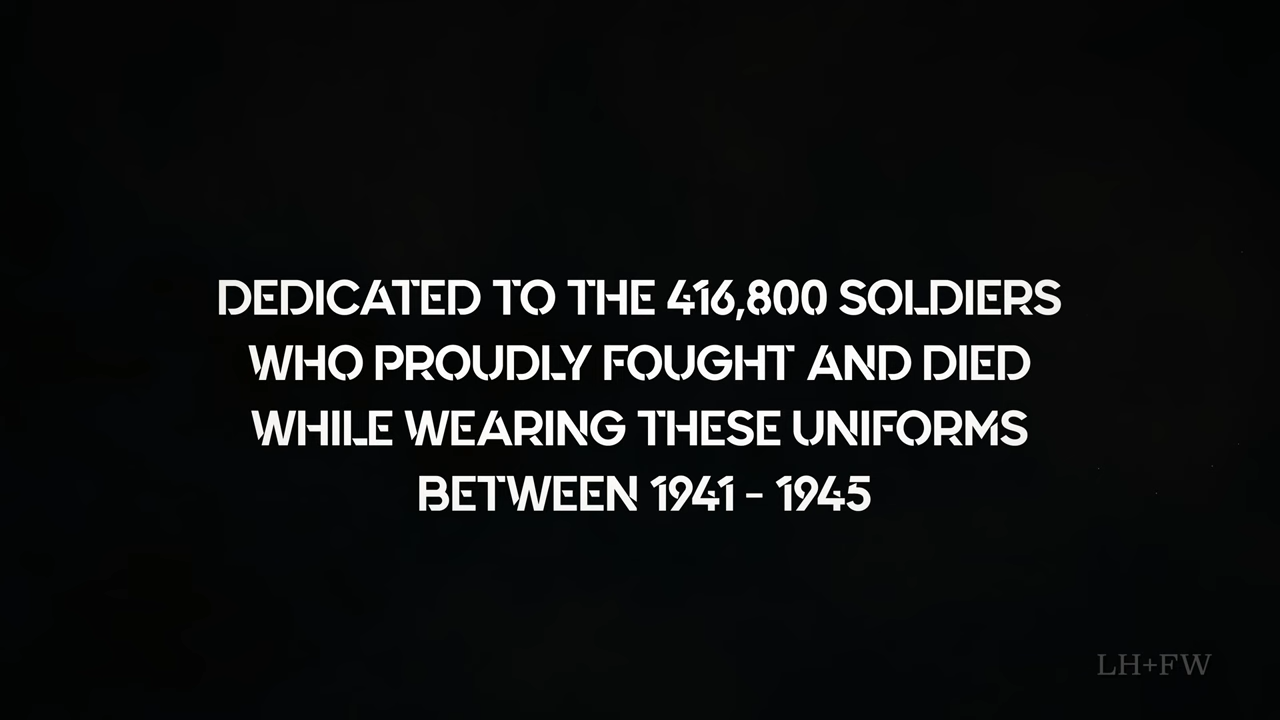 DEDICATED TO THE 416,800 SOLDIERS
WHO PROUDLY FOUGHT AND DIED
WHILE WEARING THESE UNIFORMS
BETWEEN 1941 - 1945
LH+FW